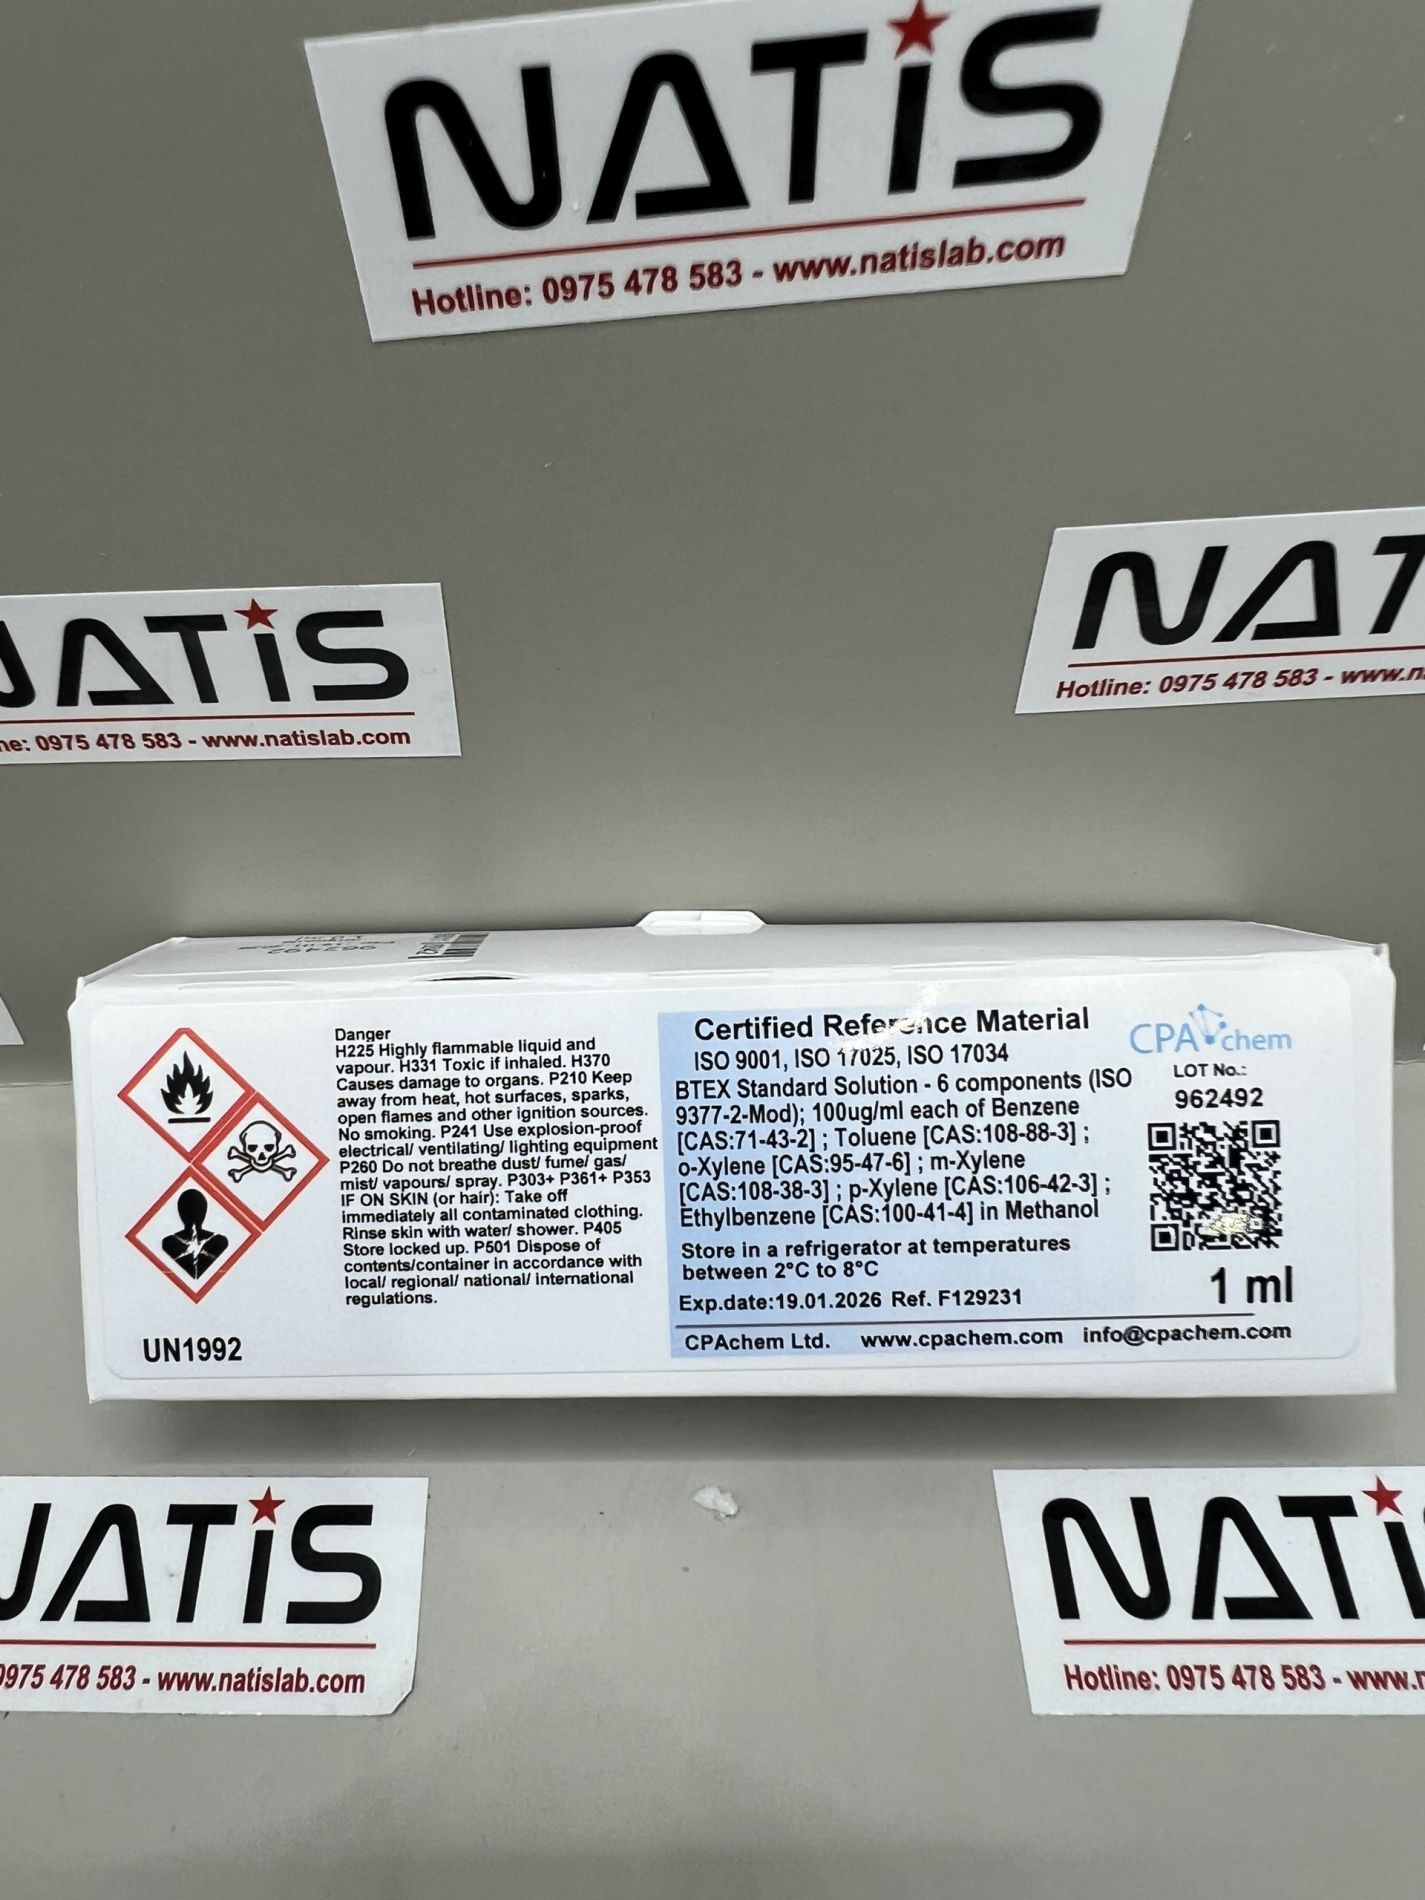 NATiS
Hotline: 0975 478 583 - www.natislab.com
NAT
Hotline: 0975 478 583 - www.n
ATiS
ne: 0975 478 583 - www.natislab.com
962492
Danger
H225 Highly flammable liquid and
vapour. H331 Toxic if inhaled. H370
Causes damage to organs. P210 Keep
away from heat, hot surfaces, sparks,
open flames and other ignition sources.
No smoking. P241 Use explosion-proof
electrical/ ventilating/ lighting equipment
P260 Do not breathe dust/ fume/ gas/
mist/ vapours/ spray. P303+ P361+ P353
IF ON SKIN (or hair): Take off
immediately all contaminated clothing.
Rinse skin with water/ shower. P405
Store locked up. P501 Dispose of
contents/container in accordance with
local/ regional/ national/ international
regulations.
UN1992
Certified Reference Material
ISO 9001, ISO 17025, ISO 17034
BTEX Standard Solution - 6 components (ISO
9377-2-Mod); 100ug/ml each of Benzene
[CAS:71-43-2] ; Toluene [CAS:108-88-3] ;
o-Xylene [CAS:95-47-6] ; m-Xylene
[CAS:108-38-3] ; p-Xylene [CAS:106-42-3] ;
Ethylbenzene [CAS:100-41-4] in Methanol
Store in a refrigerator at temperatures
between 2°C to 8°C
Exp.date:19.01.2026 Ref. F129231
CPAchem Ltd. www.cpachem.com info@cpachem.com
CPAchem
LOT No.:
962492
1 ml
ATiS
0975 478 583 - www.natislab.com
NATi
Hotline: 0975 478 583 - www.n